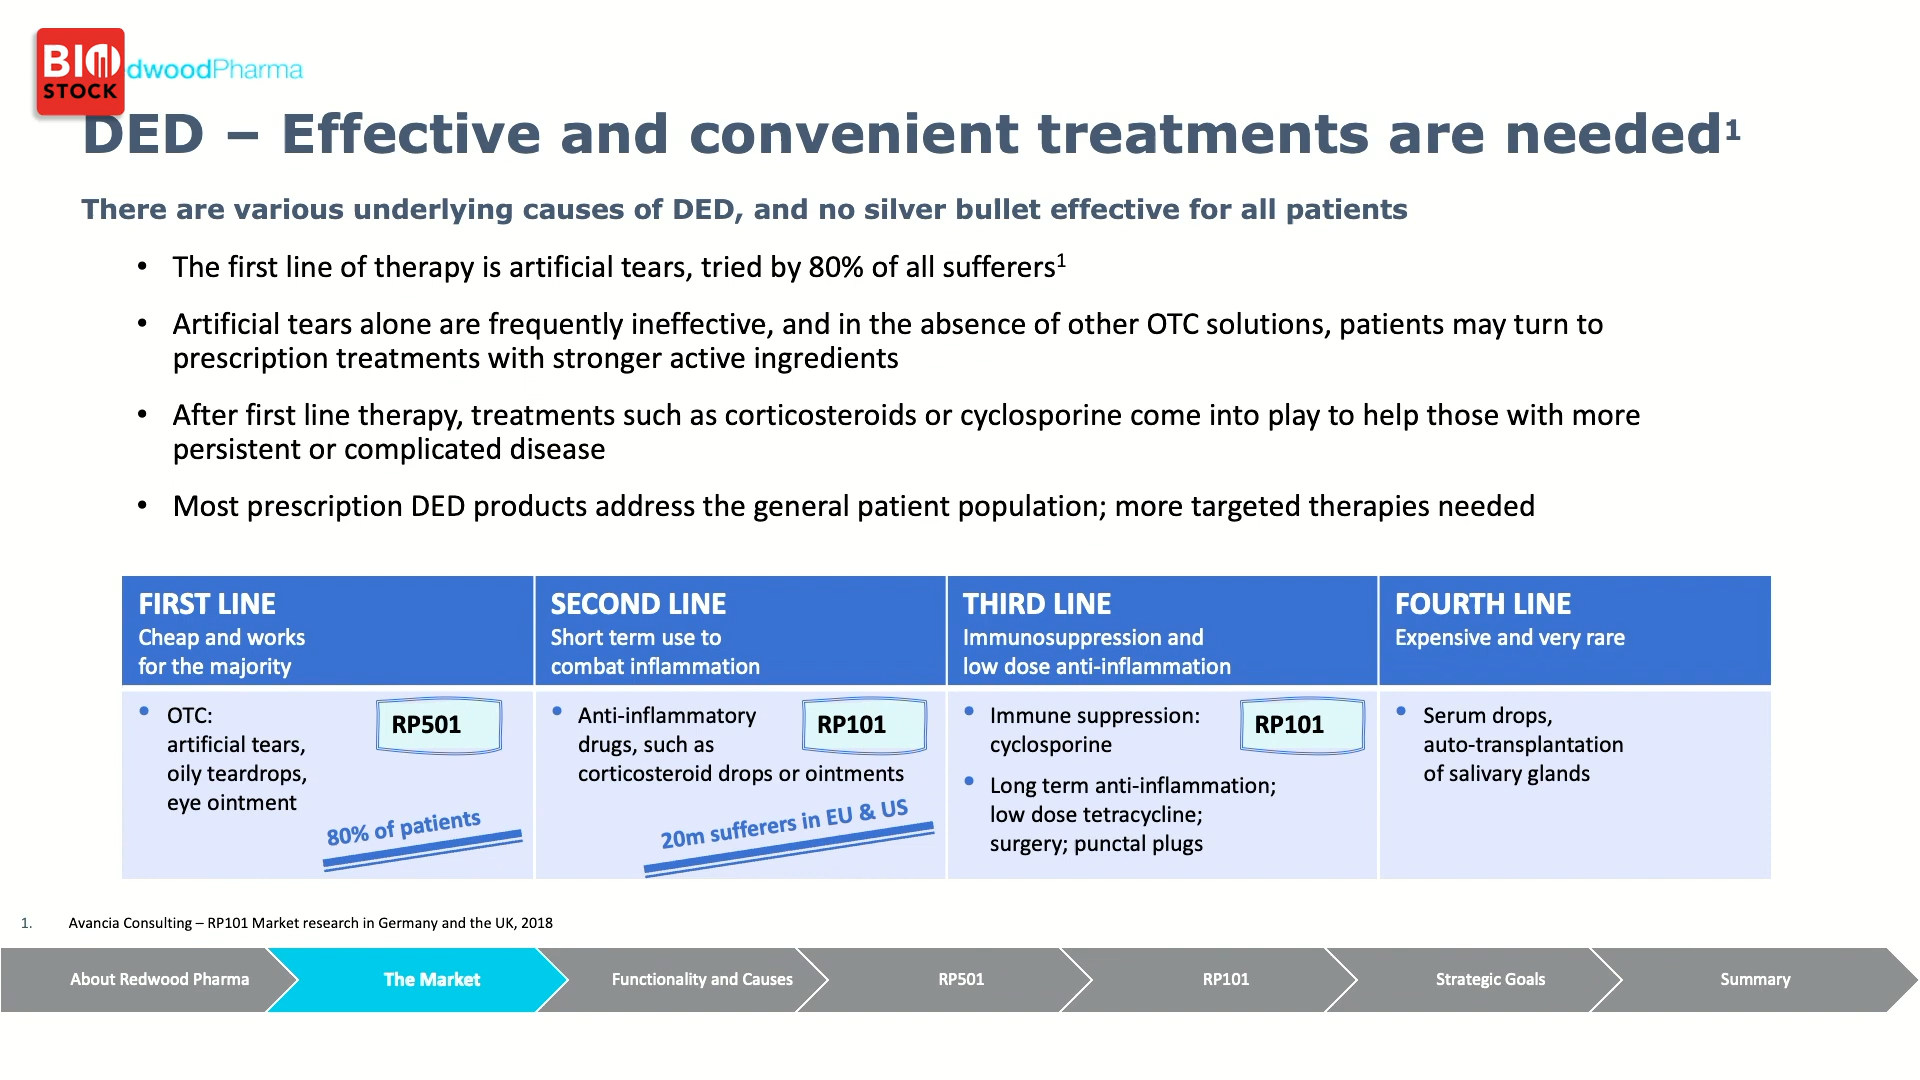 BIO
STOCK
dwoodPharma
DED – Effective and convenient treatments are needed¹
There are various underlying causes of DED, and no silver bullet effective for all patients
• The first line of therapy is artificial tears, tried by 80% of all sufferers¹
• Artificial tears alone are frequently ineffective, and in the absence of other OTC solutions, patients may turn to
prescription treatments with stronger active ingredients
• After first line therapy, treatments such as corticosteroids or cyclosporine come into play to help those with more
persistent or complicated disease
• Most prescription DED products address the general patient population; more targeted therapies needed
FIRST LINE
Cheap and works
for the majority
SECOND LINE
Short term use to
combat inflammation
THIRD LINE
Immunosuppression and
low dose anti-inflammation
FOURTH LINE
Expensive and very rare
• OTC:
artificial tears,
oily teardrops,
eye ointment
RP501
80% of patients
• Anti-inflammatory
drugs, such as
corticosteroid drops or ointments
RP101
20m sufferers in EU & US
• Immune suppression:
cyclosporine
• Long term anti-inflammation;
low dose tetracycline;
surgery; punctal plugs
RP101
• Serum drops,
auto-transplantation
of salivary glands
1. Avancia Consulting – RP101 Market research in Germany and the UK, 2018
About Redwood Pharma
The Market
Functionality and Causes
RP501
RP101
Strategic Goals
Summary